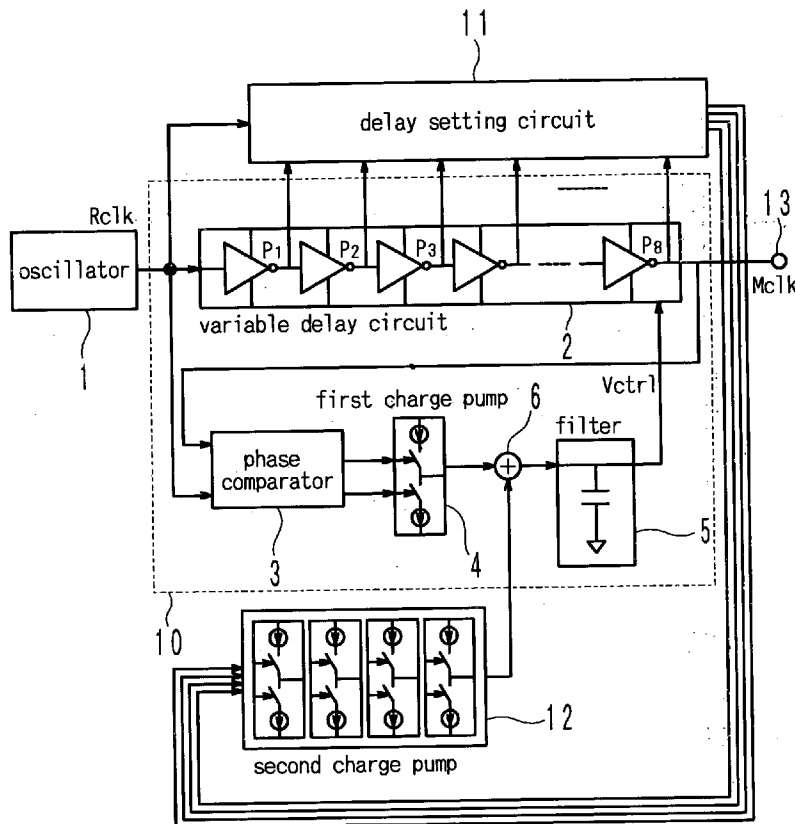 11
delay setting circuit
Rclk
oscillator
1
P1
P2
P3
P8
13
Mclk
variable delay circuit
2
Vctrl
first charge pump
6
filter
phase
comparator
3
4
5
10
12
second charge pump